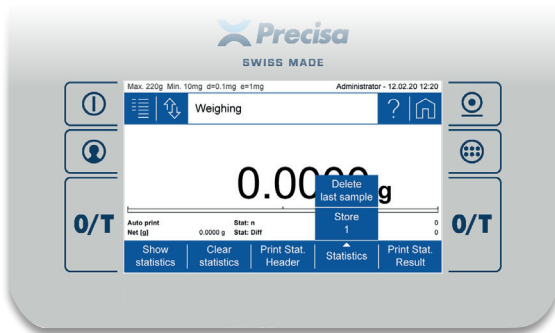 Precisa
SWISS MADE
Max. 220g Min. 10mg d=0.1mg e=1mg Administrator - 12.02.20 12:20
Weighing ?
0.00 g
Delete
last sample
Store
1
0/T 0/T
Auto print Stat: n 0
Net [g] 0.0000 g Stat: Diff 0
Show
statistics
Clear
statistics
Print Stat.
Header
Statistics
Print Stat.
Result